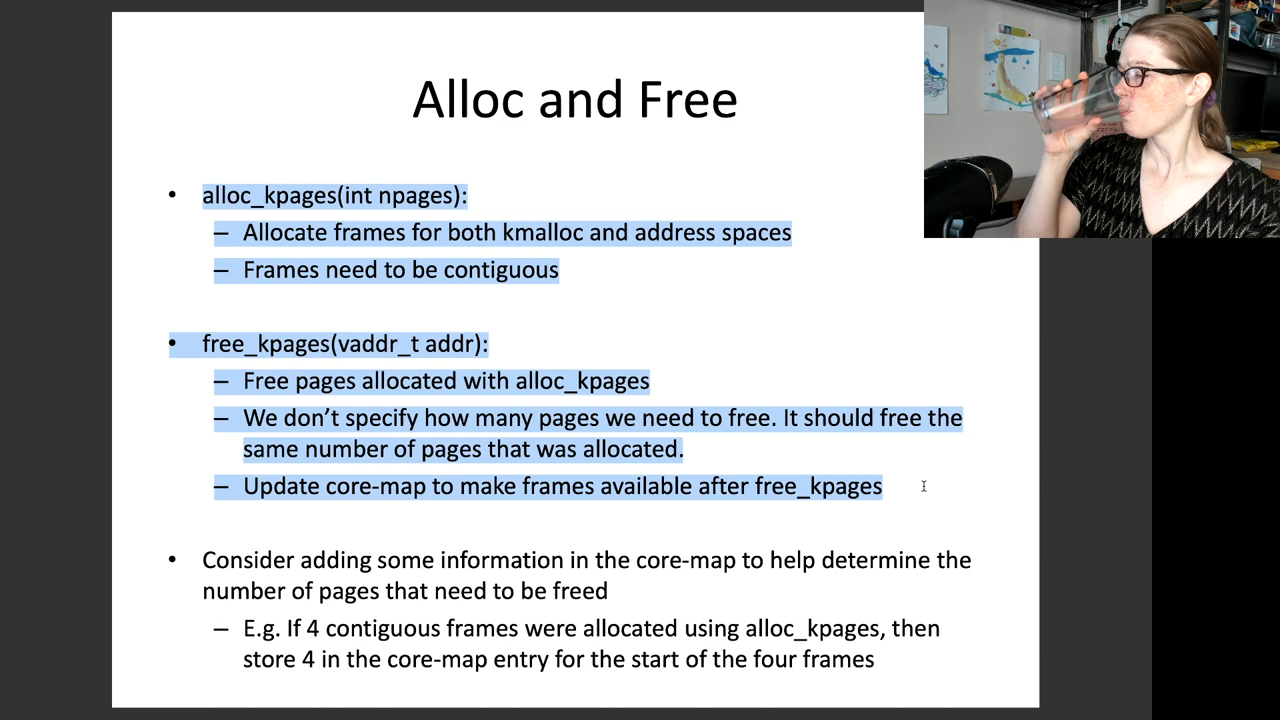 Alloc and Free
• alloc_kpages(int npages):
– Allocate frames for both kmalloc and address spaces
– Frames need to be contiguous
• free_kpages(vaddr_t addr):
– Free pages allocated with alloc_kpages
– We don’t specify how many pages we need to free. It should free the
same number of pages that was allocated.
– Update core-map to make frames available after free_kpages
• Consider adding some information in the core-map to help determine the
number of pages that need to be freed
– E.g. If 4 contiguous frames were allocated using alloc_kpages, then
store 4 in the core-map entry for the start of the four frames